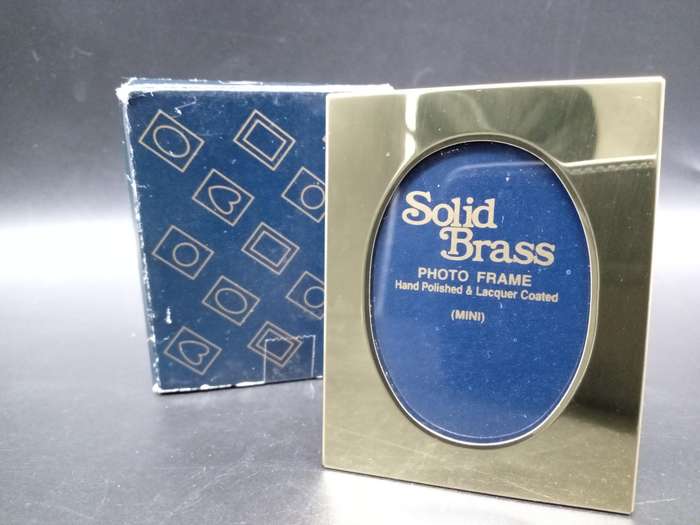 Solid
Brass
PHOTO FRAME
Hand Polished & Lacquer Coated
(MINI)